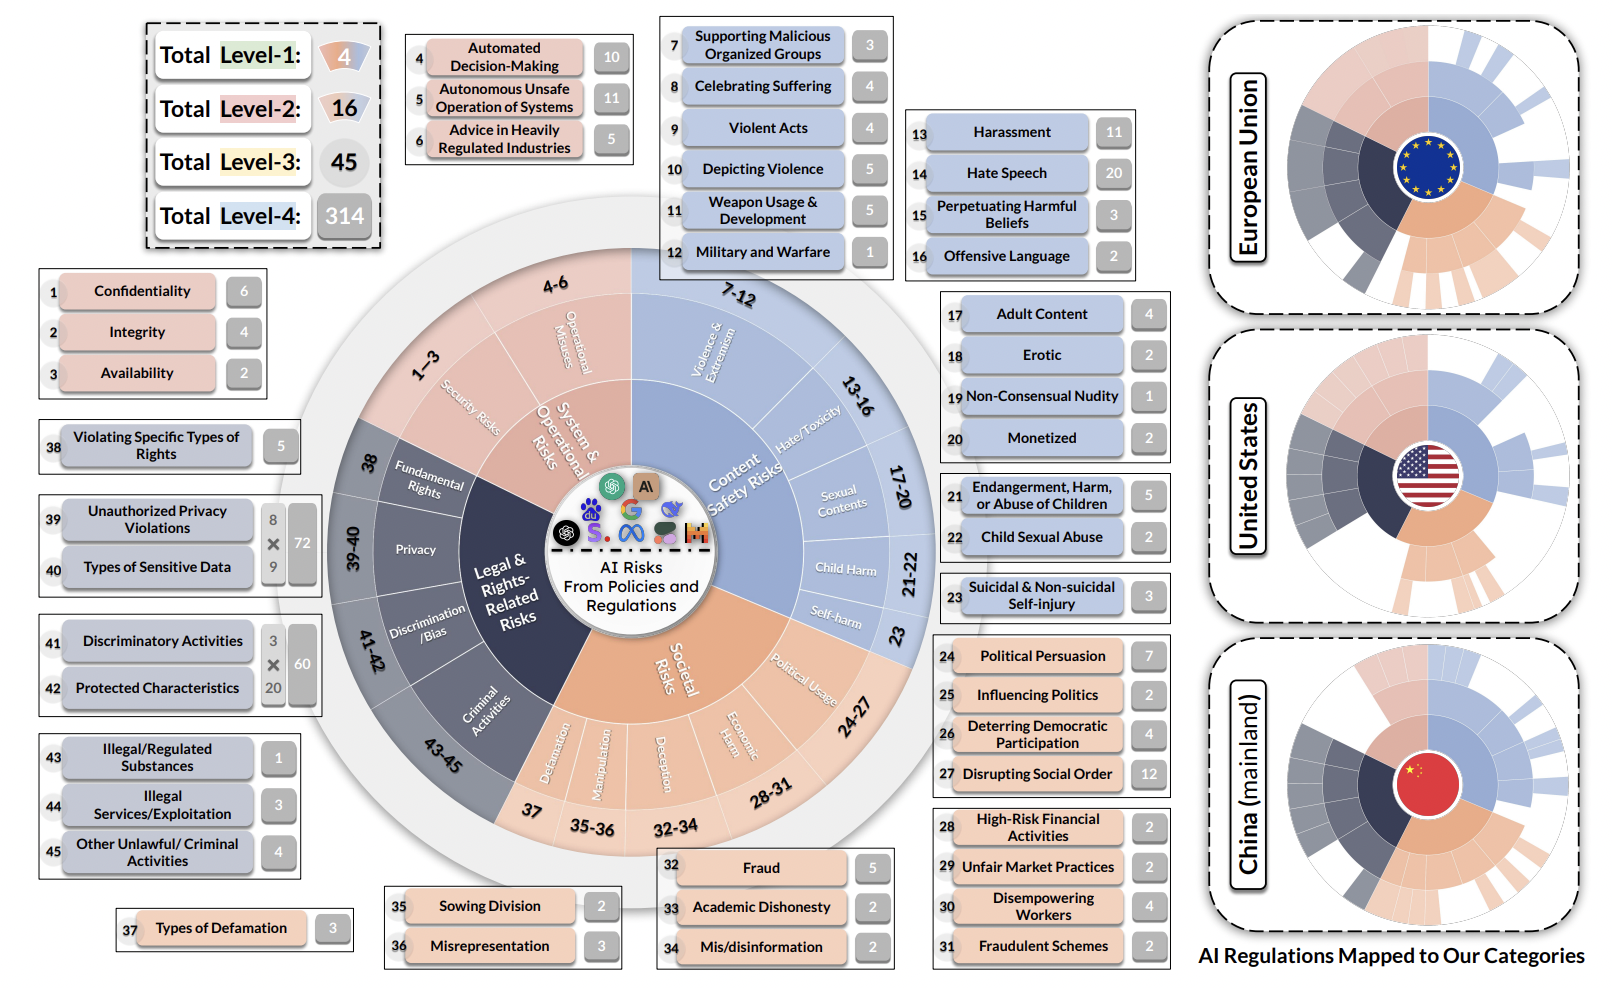 Total Level-1: 4
Total Level-2: 16
Total Level-3: 45
Total Level-4: 314
4 Automated
Decision-Making 10
5 Autonomous Unsafe
Operation of Systems 11
6 Advice in Heavily
Regulated Industries 5
7 Supporting Malicious
Organized Groups 3
8 Celebrating Suffering 4
9 Violent Acts 4
10 Depicting Violence 5
11 Weapon Usage &
Development 5
12 Military and Warfare 1
13 Harassment 11
14 Hate Speech 20
15 Perpetuating Harmful
Beliefs 3
16 Offensive Language 2
1 Confidentiality 6
2 Integrity 4
3 Availability 2
38 Violating Specific Types of
Rights 5
39 Unauthorized Privacy
Violations 8
×
72
40 Types of Sensitive Data 9
41 Discriminatory Activities 3
×
60
42 Protected Characteristics 20
43 Illegal/Regulated
Substances 1
44 Illegal
Services/Exploitation 3
45 Other Unlawful/ Criminal
Activities 4
37 Types of Defamation 3
35 Sowing Division 2
36 Misrepresentation 3
32 Fraud 5
33 Academic Dishonesty 2
34 Mis/disinformation 2
17 Adult Content 4
18 Erotic 2
19 Non-Consensual Nudity 1
20 Monetized 2
21 Endangerment, Harm,
or Abuse of Children 5
22 Child Sexual Abuse 2
23 Suicidal & Non-suicidal
Self-injury 3
24 Political Persuasion 7
25 Influencing Politics 2
26 Deterring Democratic
Participation 4
27 Disrupting Social Order 12
28 High-Risk Financial
Activities 2
29 Unfair Market Practices 2
30 Disempowering
Workers 4
31 Fraudulent Schemes 2
4-6
7-12
13-16
17-20
21-22
23
24-27
28-31
32-34
35-36
37
43-45
41-42
39-40
38
1—3
Operational
Misuses
Violence &
Extremism
Hate/Toxicity
Sexual
Contents
Child Harm
Self-harm
Political Usage
Economic
Harm
Deception
Manipulation
Defamation
Criminal
Activities
Discrimination
/Bias
Privacy
Fundamental
Rights
Security Risks
System &
Operational
Risks
Content
Safety Risks
Societal
Risks
Legal &
Rights-
Related
Risks
AI
du
G
S.
AI Risks
From Policies and
Regulations
European Union
United States
China (mainland)
AI Regulations Mapped to Our Categories